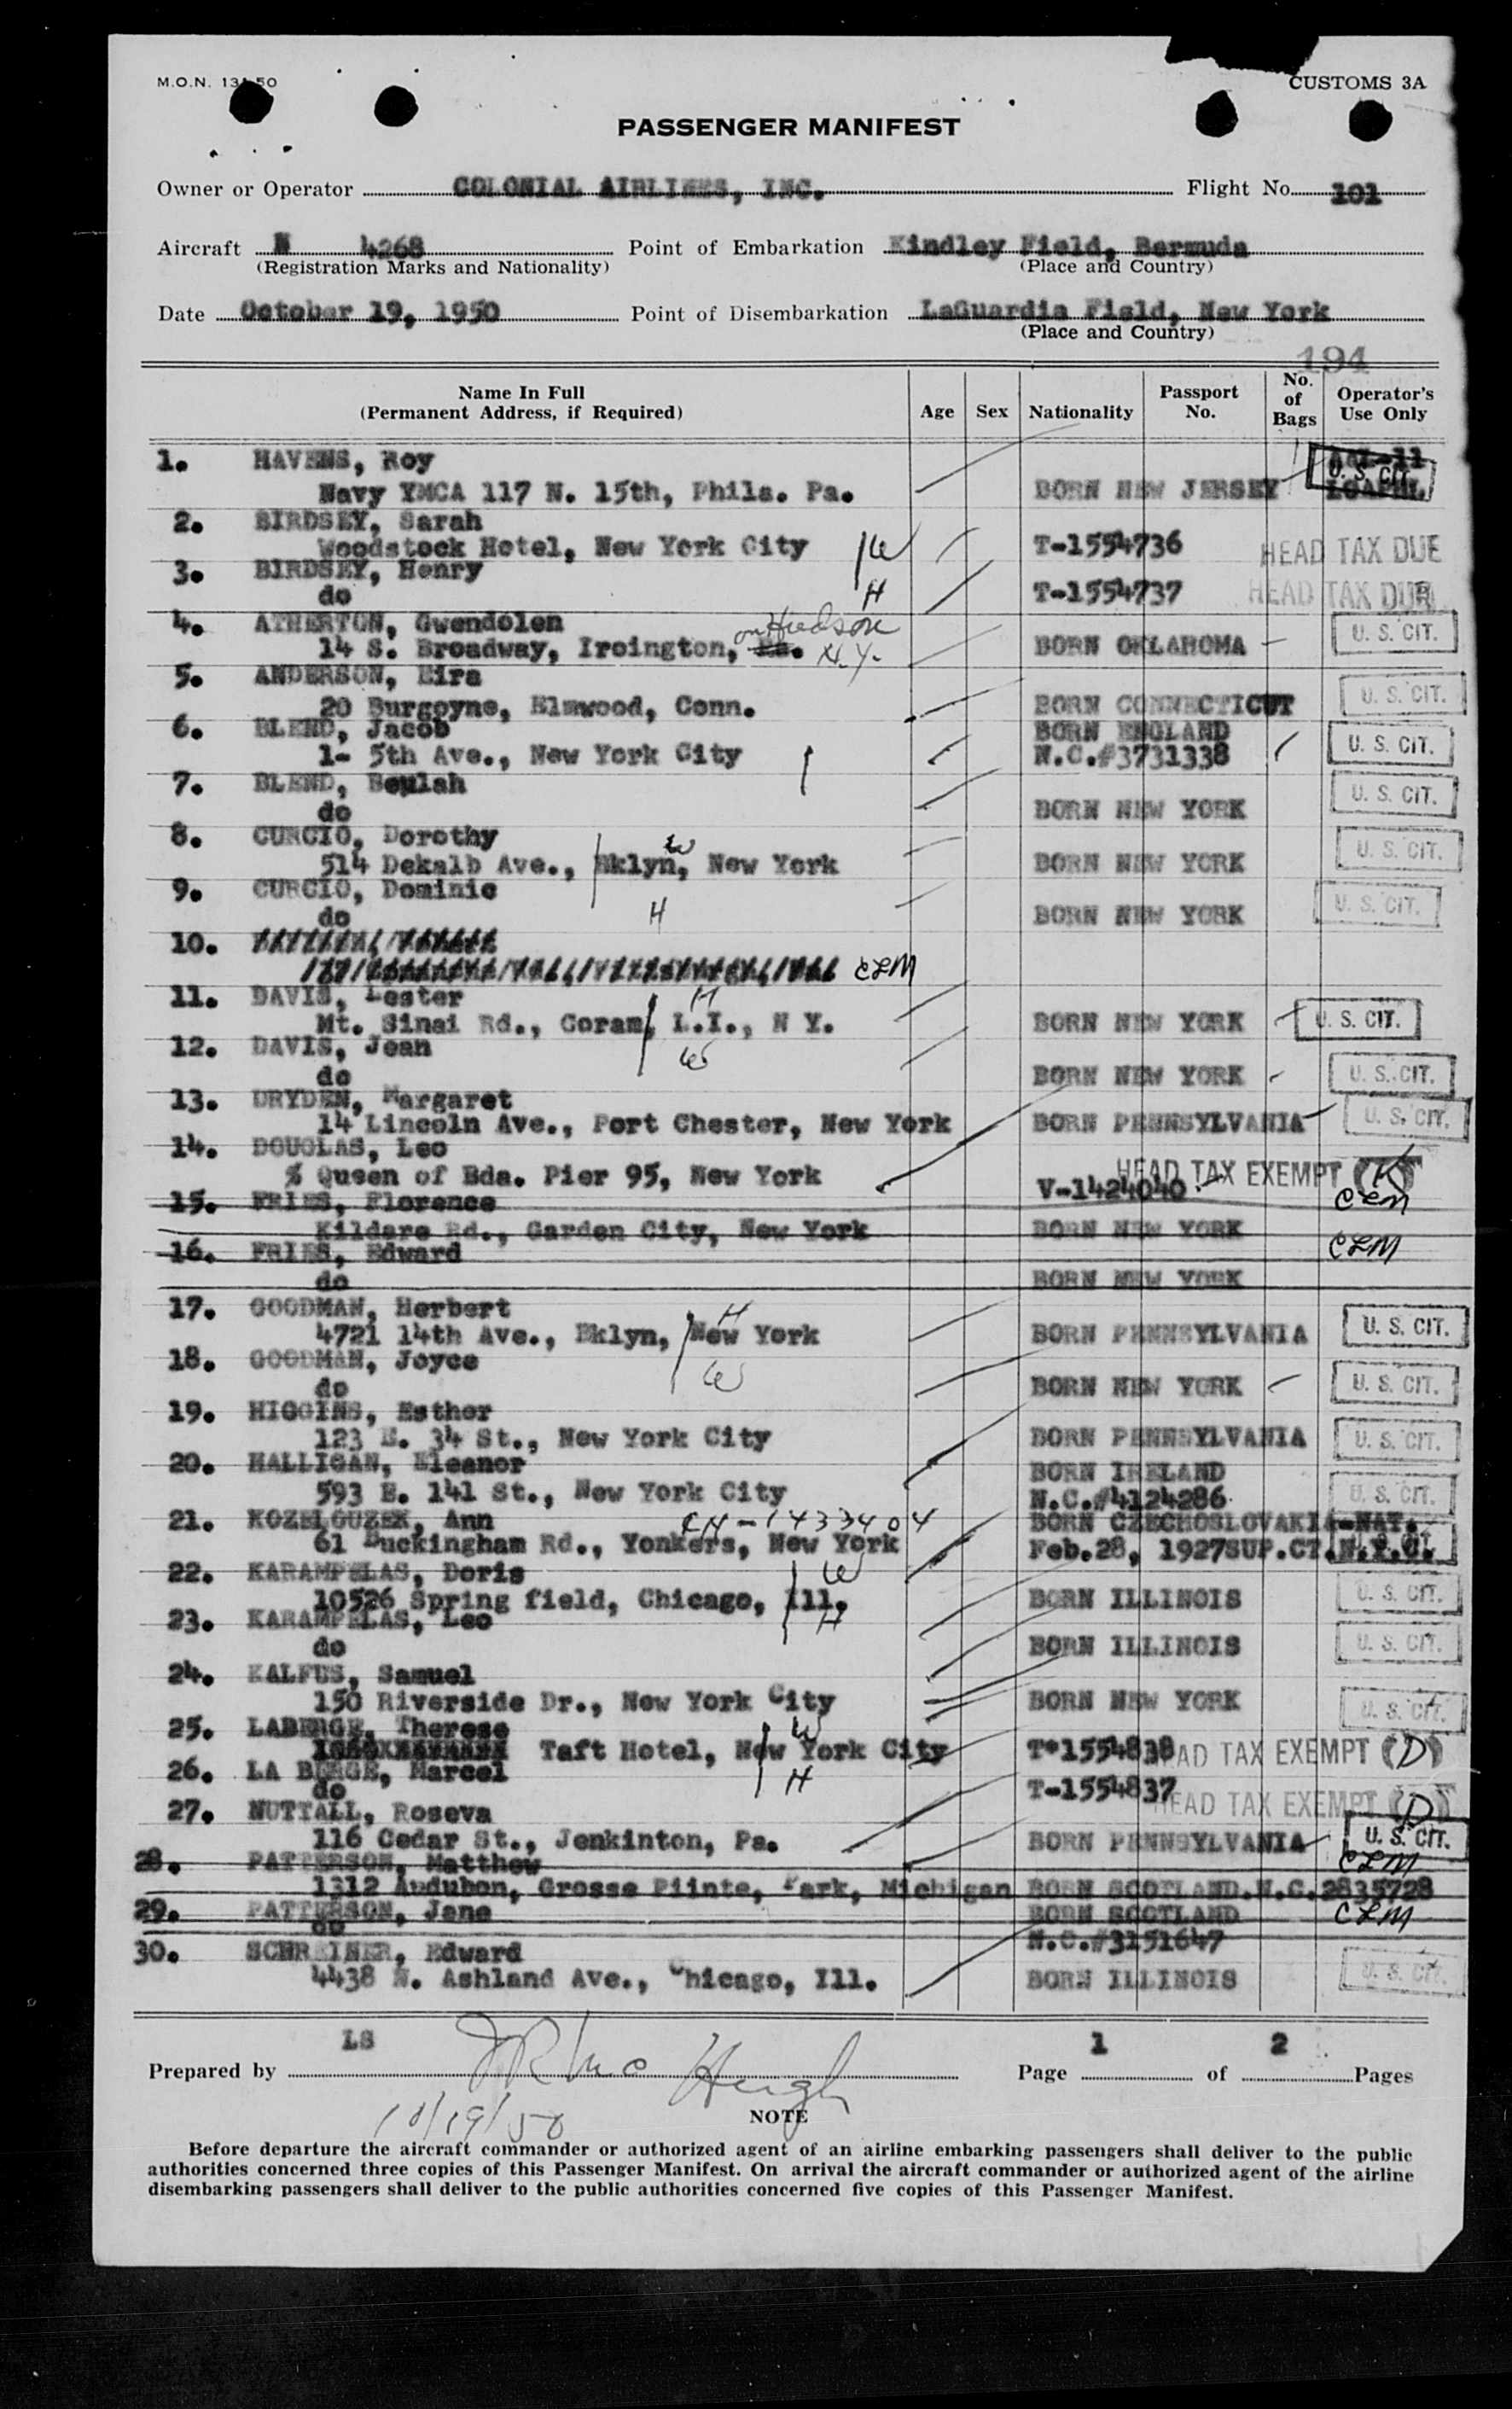 M.O.N. 131-50
CUSTOMS 3A
PASSENGER MANIFEST
Owner or Operator COLONIAL AIRLINES, INC. Flight No. 101
Aircraft N 4268 Point of Embarkation Kindley Field, Bermuda
(Registration Marks and Nationality) (Place and Country)
Date October 19, 1950 Point of Disembarkation LaGuardia Field, New York
(Place and Country)
194
Name In Full (Permanent Address, if Required) Age Sex Nationality Passport No. No. of Bags Operator's Use Only
1. HAVENS, Roy
Navy YMCA 117 N. 15th, Phila. Pa. BORN NEW JERSEY U. S. CIT.
2. BIRDSEY, Sarah
Woodstock Hotel, New York City W T-1554736 HEAD TAX DUE
3. BIRDSEY, Henry
do H T-1554737 HEAD TAX DUE
4. ATHERTON, Gwendolen on Hudson
14 S. Broadway, Iroington, Pa. N.Y. BORN OKLAHOMA U. S. CIT.
5. ANDERSON, Eira
20 Burgoyne, Elmwood, Conn. BORN CONNECTICUT U. S. CIT.
6. BLEND, Jacob BORN ENGLAND
1- 5th Ave., New York City N.C.#3731338 U. S. CIT.
7. BLEND, Beulah
do BORN NEW YORK U. S. CIT.
8. CURCIO, Dorothy W
514 Dekalb Ave., Bklyn, New York BORN NEW YORK U. S. CIT.
9. CURCIO, Dominic
do H BORN NEW YORK U. S. CIT.
10.
CLM
11. DAVIS, Lester H
Mt. Sinai Rd., Coram, L.I., N Y. BORN NEW YORK U. S. CIT.
12. DAVIS, Jean W
do BORN NEW YORK U. S. CIT.
13. DRYDEN, Margaret
14 Lincoln Ave., Port Chester, New York BORN PENNSYLVANIA U. S. CIT.
14. DOUGLAS, Leo
% Queen of Bda. Pier 95, New York V-1424040 HEAD TAX EXEMPT (K)
15. FRIES, Florence CLM
Kildare Rd., Garden City, New York BORN NEW YORK
16. FRIES, Edward CLM
do BORN NEW YORK
17. GOODMAN, Herbert H
4721 14th Ave., Bklyn, New York BORN PENNSYLVANIA U. S. CIT.
18. GOODMAN, Joyce W
do BORN NEW YORK U. S. CIT.
19. HIGGINS, Esther
123 E. 34 St., New York City BORN PENNSYLVANIA U. S. CIT.
20. HALLIGAN, Eleanor BORN IRELAND
593 E. 141 St., New York City N.C.#4124286 U. S. CIT.
21. KOZELOUZEK, Ann CN-1433404 BORN CZECHOSLOVAKIA-NAT.
61 Buckingham Rd., Yonkers, New York Feb.28, 1927SUP.CT.N.Y.C.
22. KARAMPELAS, Doris W
10526 Spring field, Chicago, Ill. BORN ILLINOIS U. S. CIT.
23. KARAMPELAS, Leo H
do BORN ILLINOIS U. S. CIT.
24. KALFUS, Samuel
150 Riverside Dr., New York City BORN NEW YORK U. S. CIT.
25. LABERGE, Therese W
Taft Hotel, New York City T*1554838 HEAD TAX EXEMPT (D)
26. LA BERGE, Marcel H
do T-1554837 HEAD TAX EXEMPT (D)
27. NUTTALL, Roseva
116 Cedar St., Jenkinton, Pa. BORN PENNSYLVANIA U. S. CIT.
28. PATTERSON, Matthew CLM
1312 Audubon, Grosse Piinte, Park, Michigan BORN SCOTLAND.N.C.2835728
29. PATTERSON, Jane BORN SCOTLAND CLM
do N.C.#3151647
30. SCHREINER, Edward
4438 N. Ashland Ave., Chicago, Ill. BORN ILLINOIS U. S. CIT.
LS 1 2
Prepared by JR McHugh Page of Pages
10/19/50
NOTE
Before departure the aircraft commander or authorized agent of an airline embarking passengers shall deliver to the public
authorities concerned three copies of this Passenger Manifest. On arrival the aircraft commander or authorized agent of the airline
disembarking passengers shall deliver to the public authorities concerned five copies of this Passenger Manifest.